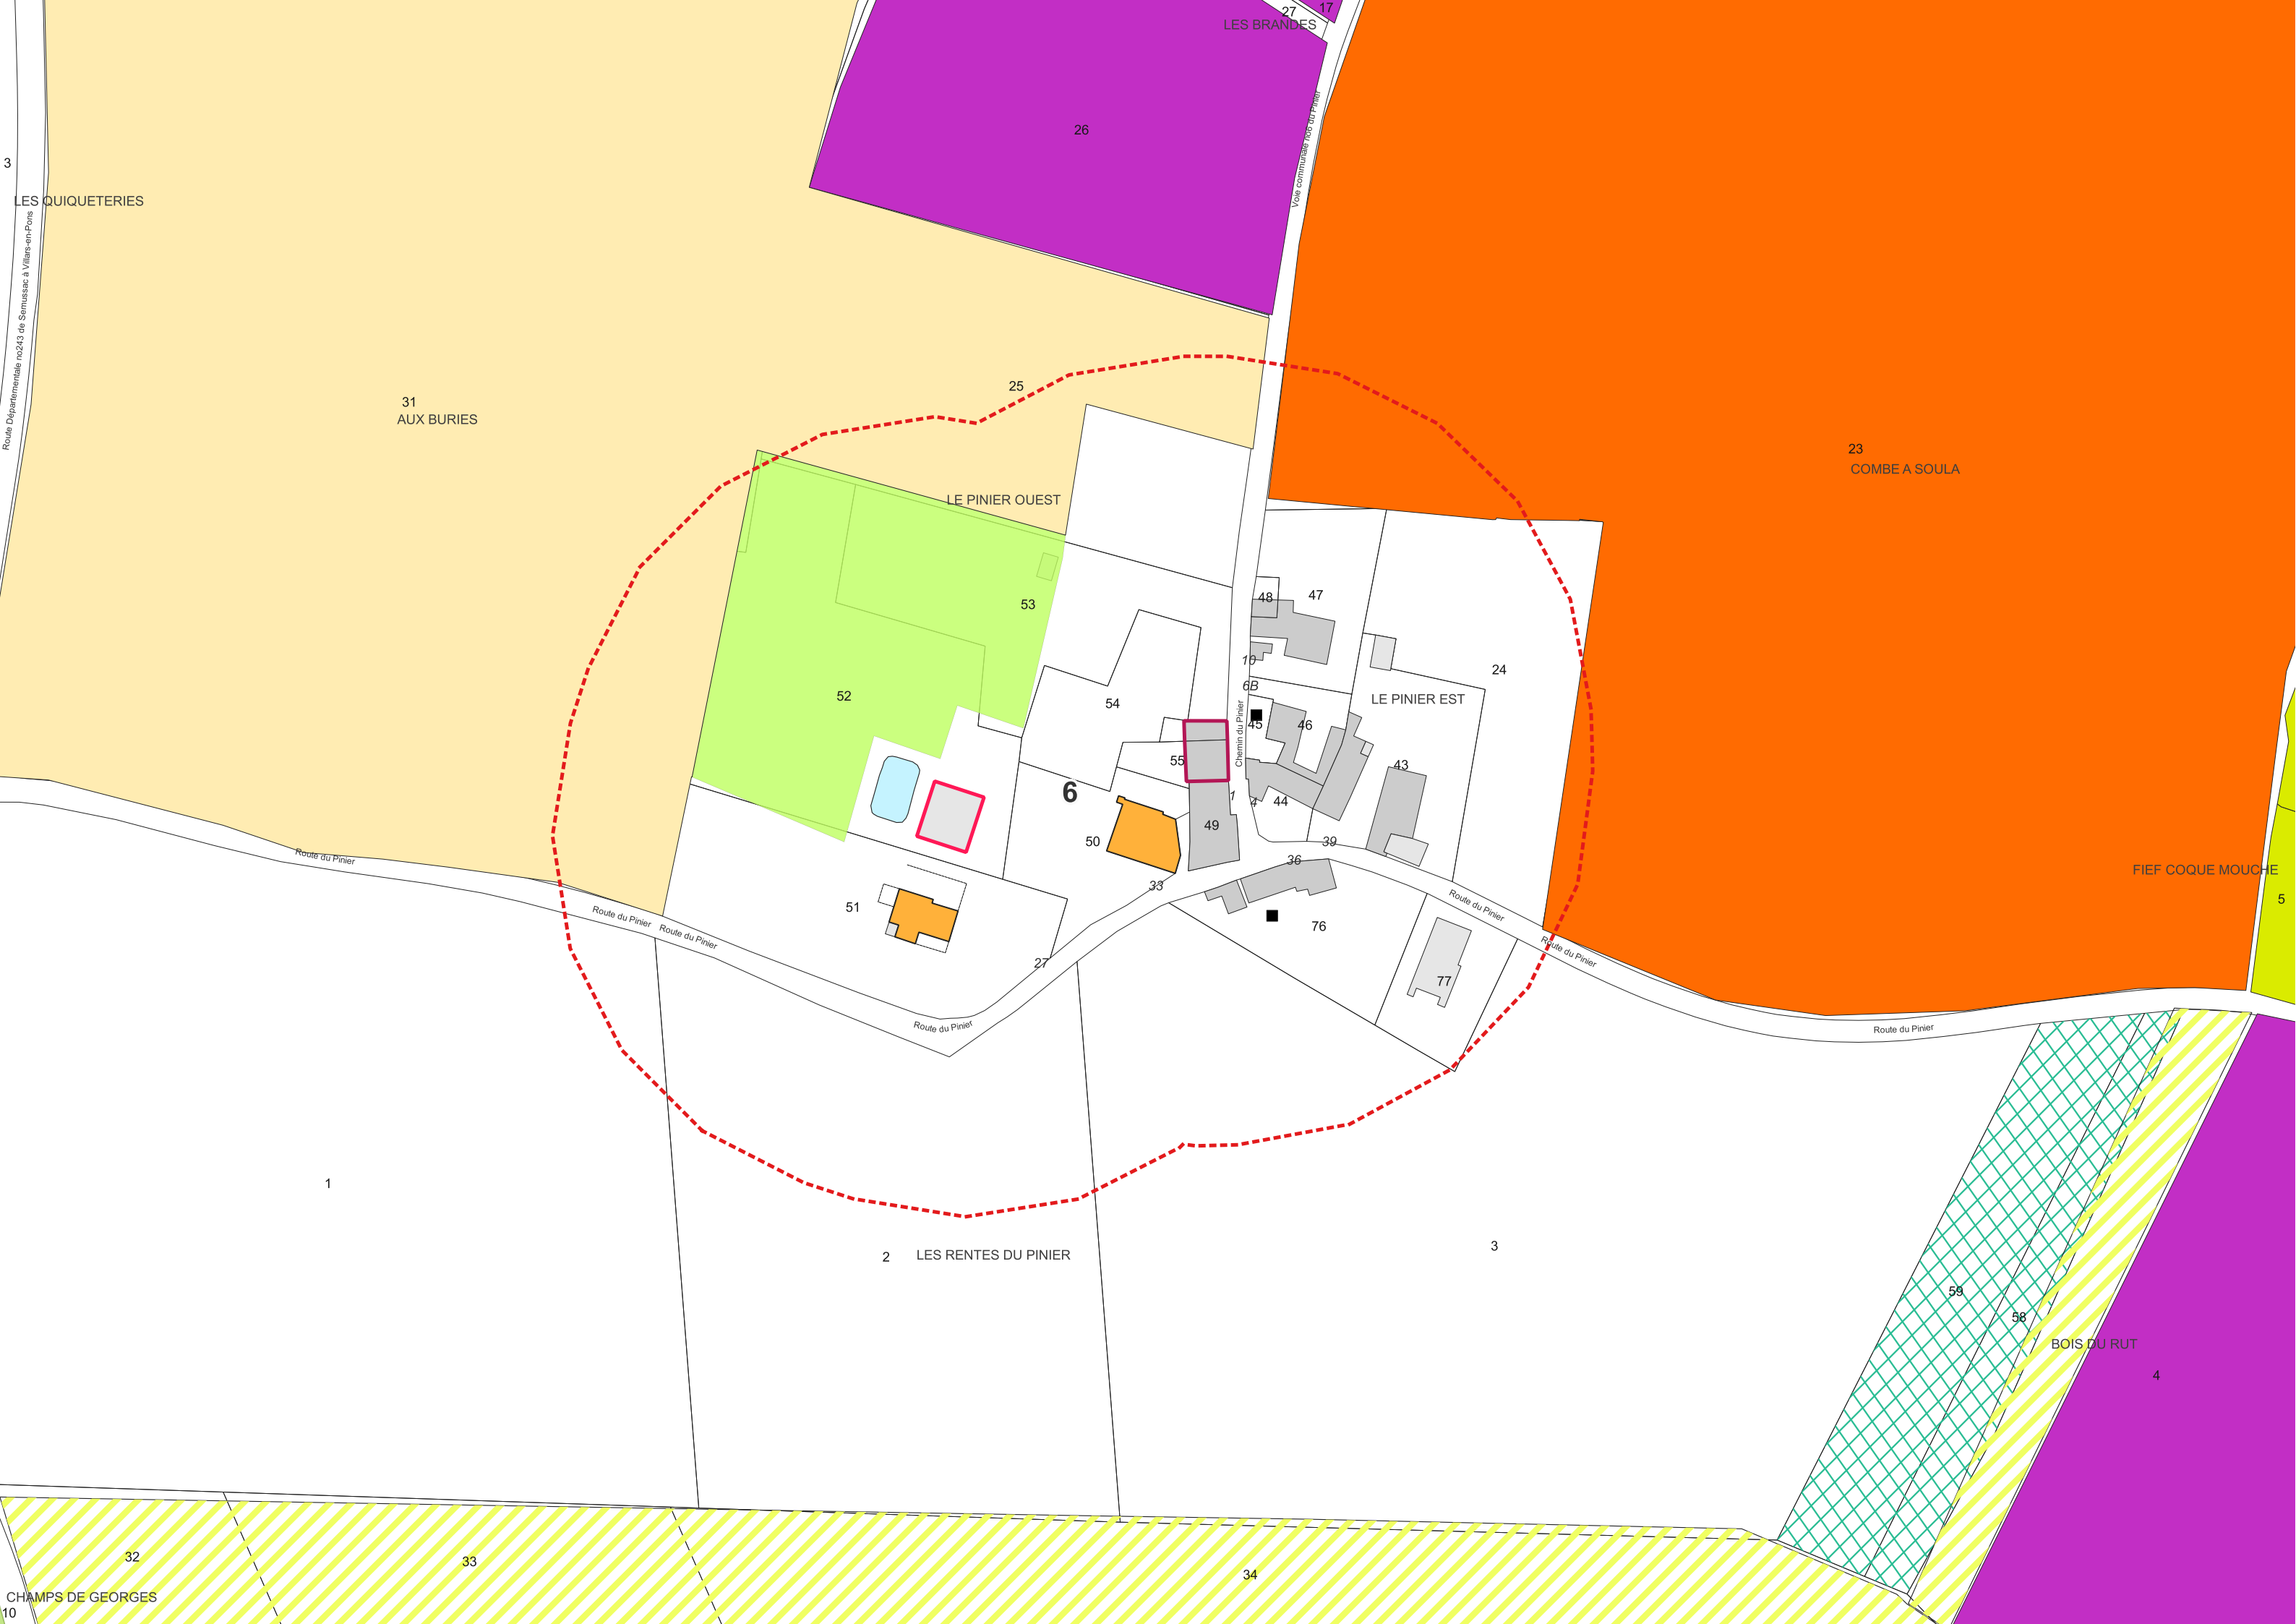 27
17
LES BRANDES
26
Voie communale no6 du Pinier
3
LES QUIQUETERIES
Route Départementale no243 de Semussac à Villars-en-Pons
25
31
AUX BURIES
23
COMBE A SOULA
LE PINIER OUEST
48
47
53
10
24
6B
52
54
LE PINIER EST
45
46
Chemin du Pinier
55
43
6
1
4
44
49
50
39
36
Route du Pinier
33
FIEF COQUE MOUCHE
5
51
Route du Pinier
Route du Pinier
Route du Pinier
76
Route du Pinier
27
77
Route du Pinier
Route du Pinier
1
2
LES RENTES DU PINIER
3
59
58
BOIS DU RUT
4
32
33
34
CHAMPS DE GEORGES
10